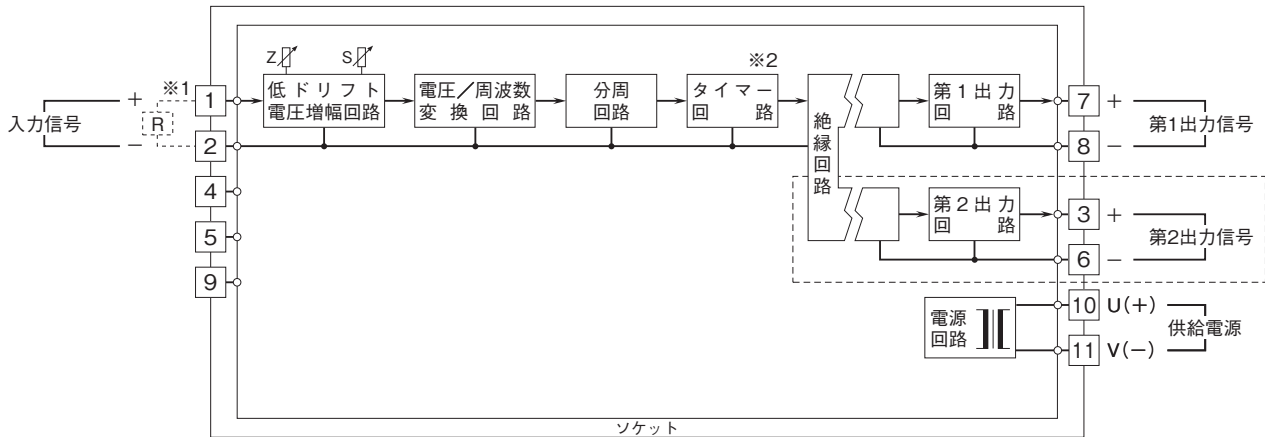 Z
S
※1
※2
入力信号
+
R
−
1
2
4
5
9
低ドリフト
電圧増幅回路
電圧／周波数
変換回路
分周
回路
タイマー
回路
絶縁回路
第1出力
回路
7
+
8
−
第1出力信号
第2出力
回路
3
+
6
−
第2出力信号
電源
回路
10
U(+)
11
V(−)
供給電源
ソケット